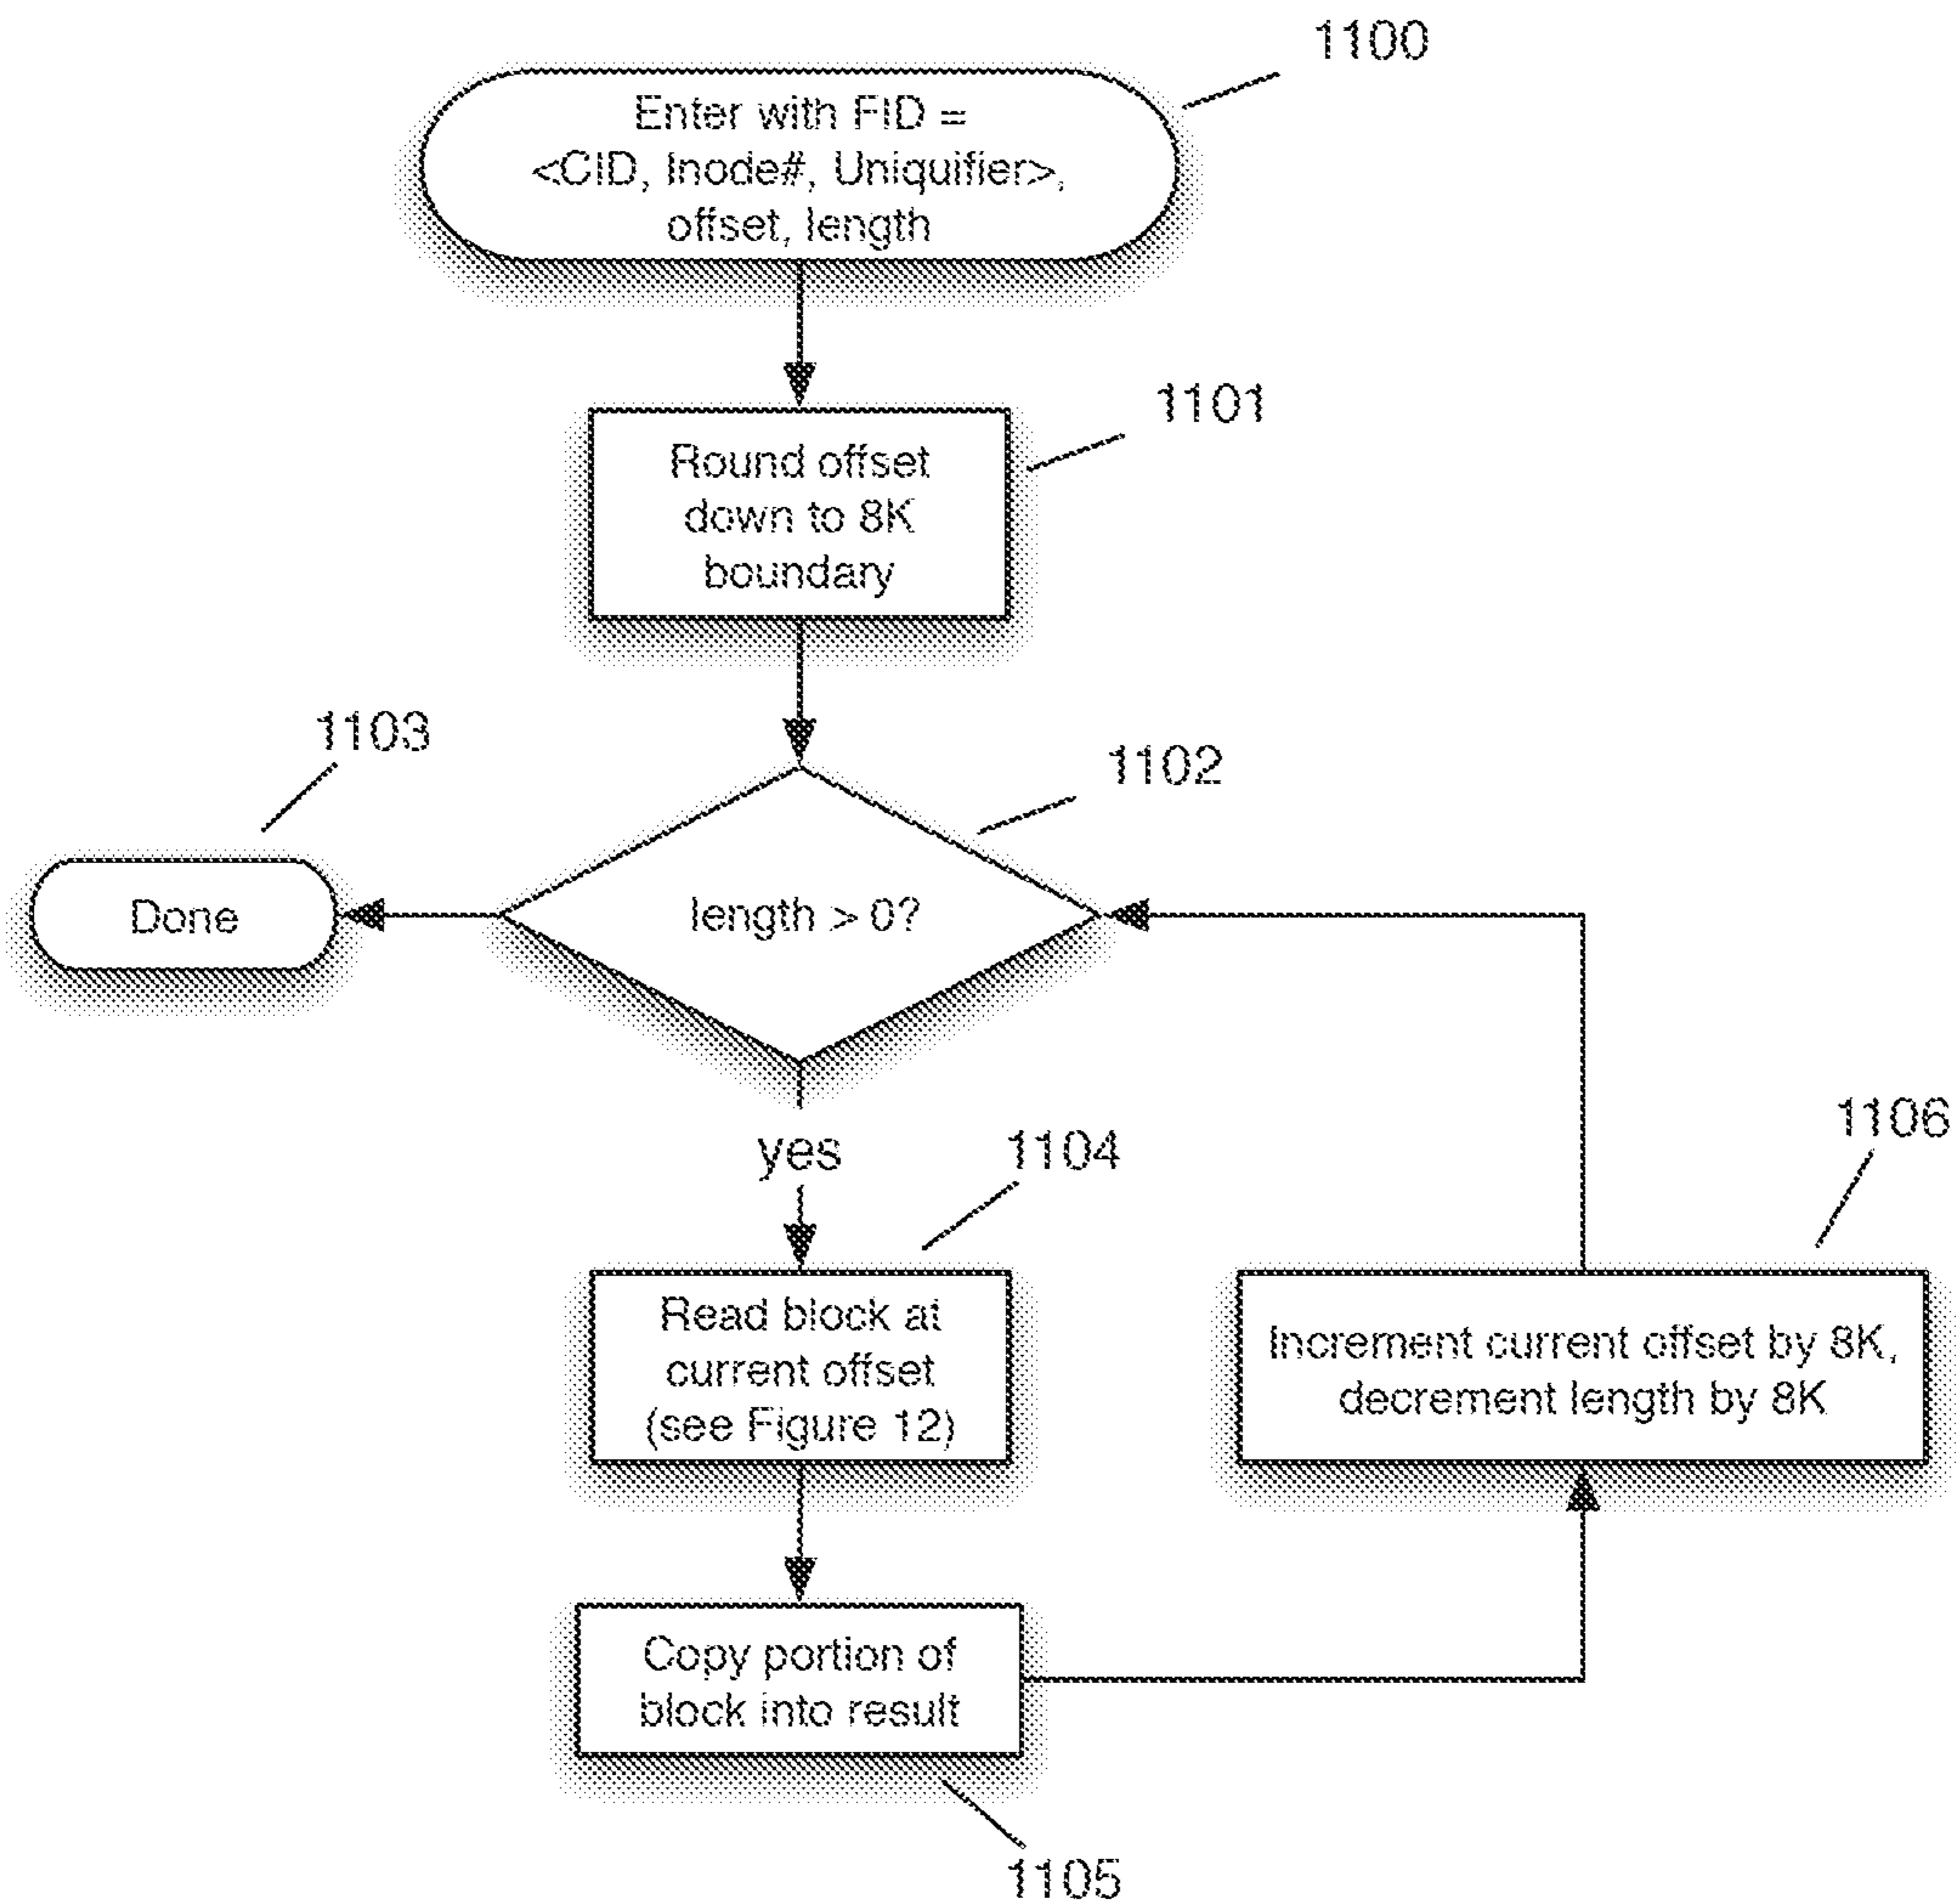 1100
Enter with FID =
<CID, Inode#, Uniquifier>,
offset, length
1101
Round offset
down to 8K
boundary
1103
1102
Done
length > 0?
yes
1104
1106
Read block at
current offset
(see Figure 12)
Increment current offset by 8K,
decrement length by 8K
Copy portion of
block into result
1105